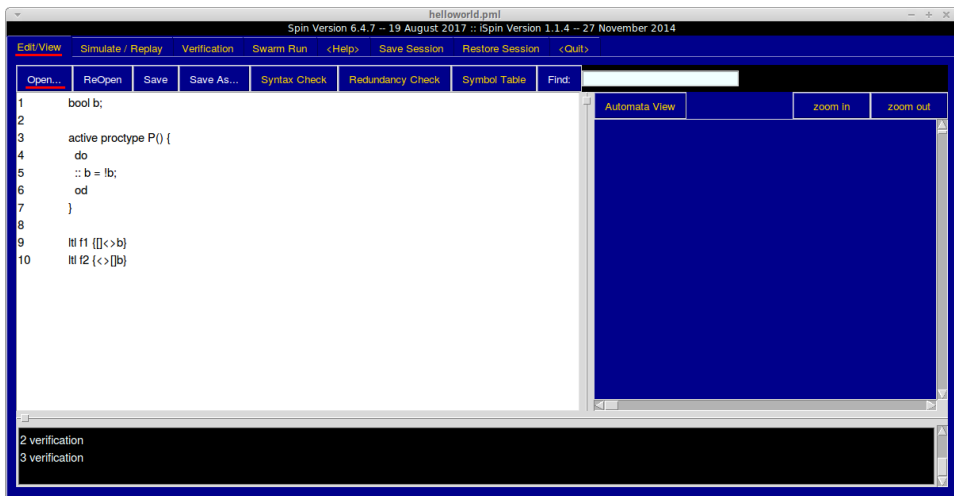 helloworld.pml
Spin Version 6.4.7 -- 19 August 2017 :: iSpin Version 1.1.4 -- 27 November 2014
Edit/View Simulate / Replay Verification Swarm Run <Help> Save Session Restore Session <Quit>
Open... ReOpen Save Save As... Syntax Check Redundancy Check Symbol Table Find:
Automata View zoom in zoom out
1 bool b;
2
3 active proctype P() {
4 do
5 :: b = !b;
6 od
7 }
8
9 ltl f1 {[]<>b}
10 ltl f2 {<>[]b}
2 verification
3 verification